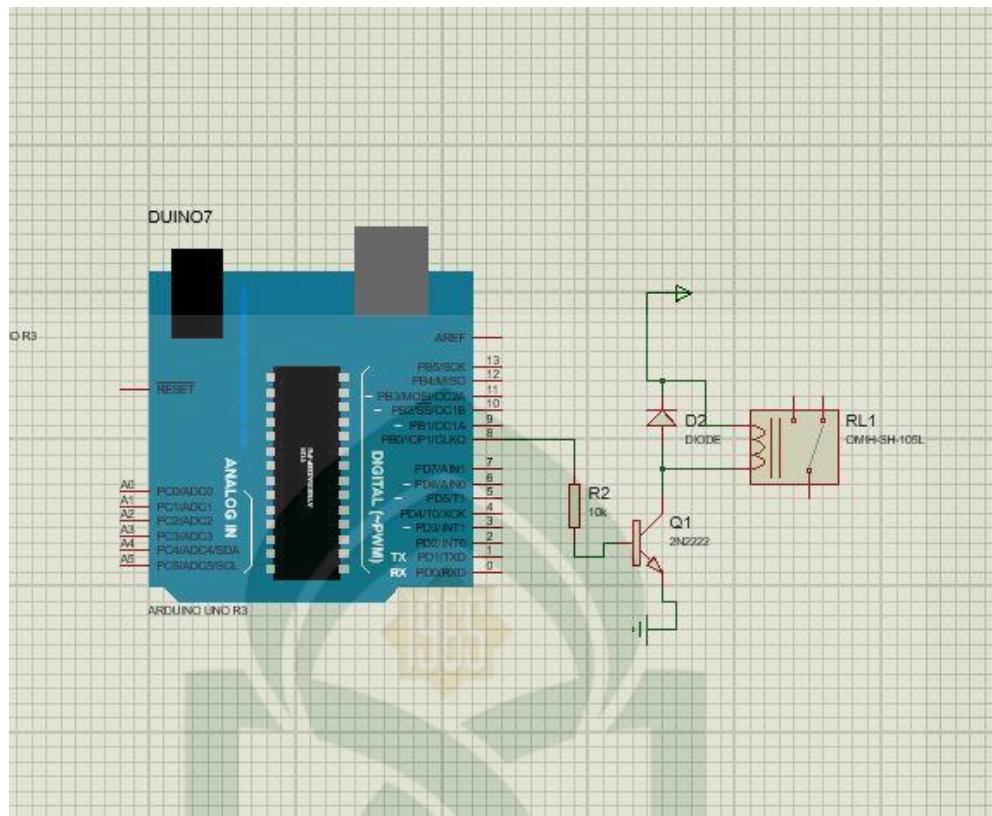 DUINO7
O R3
AREF
RESET
PB5/SCK 13
PB4/MISO 12
PB3/MOSI/OC2A 11
PB2/SS/OC1B 10
PB1/OC1A 9
PB0/ICP1/CLKO 8
PD7/AIN1 7
PD6/AIN0 6
PD5/T1 5
PD4/T0/XCK 4
PD3/INT1 3
PD2/INT0 2
TX PD1/TXD 1
RX PD0/RXD 0
ANALOG IN
DIGITAL (~PWM)
A0 PC0/ADC0
A1 PC1/ADC1
A2 PC2/ADC2
A3 PC3/ADC3
A4 PC4/ADC4/SDA
A5 PC5/ADC5/SCL
ARDUINO UNO R3
D2
DIODE
RL1
OMIH-SH-105L
R2
10k
Q1
2N2222